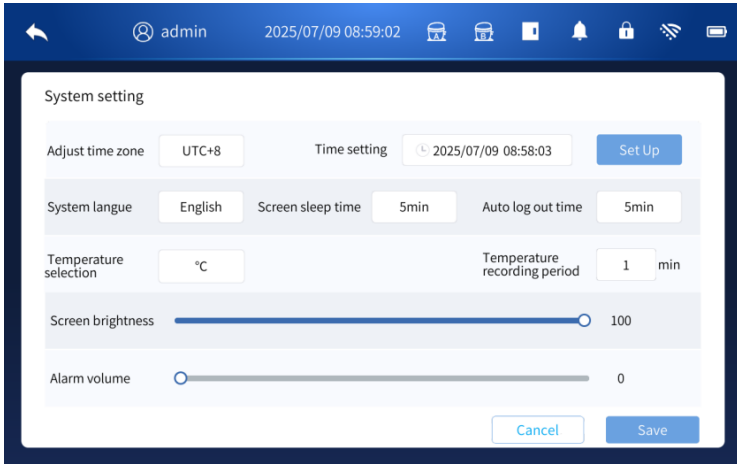 admin 2025/07/09 08:59:02 A B
System setting
Adjust time zone UTC+8 Time setting 2025/07/09 08:58:03 Set Up
System langue English Screen sleep time 5min Auto log out time 5min
Temperature
selection
℃
Temperature
recording period
1 min
Screen brightness 100
Alarm volume 0
Cancel Save